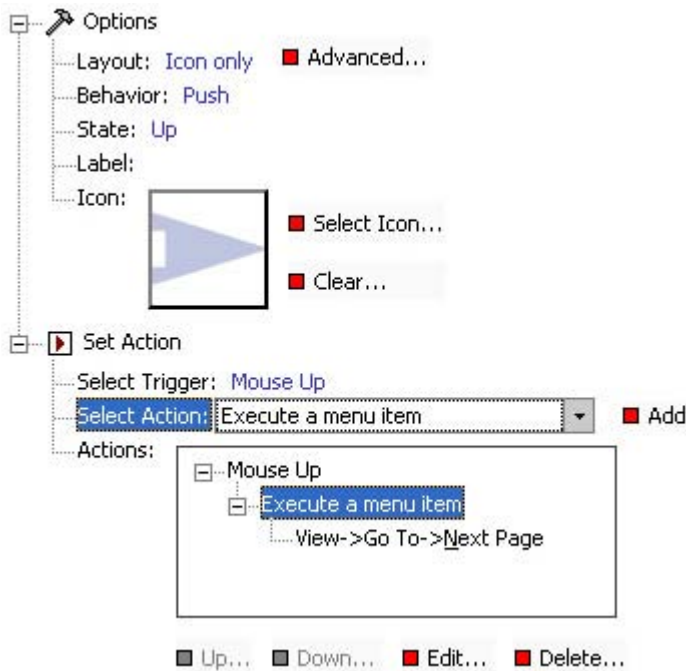 Options
Layout: Icon only Advanced...
Behavior: Push
State: Up
Label:
Icon:
Select Icon...
Clear...
Set Action
Select Trigger: Mouse Up
Select Action: Execute a menu item Add
Actions:
Mouse Up
Execute a menu item
View->Go To->Next Page
Up... Down... Edit... Delete...